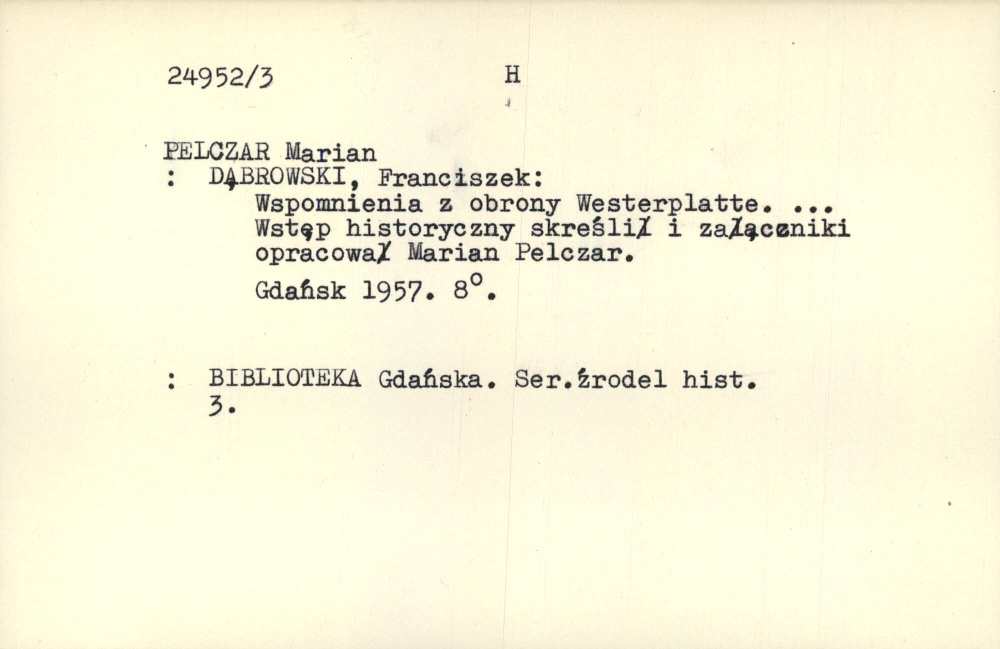 24952/3 H
PELCZAR Marian
: DĄBROWSKI, Franciszek:
Wspomnienia z obrony Westerplatte. ...
Wstęp historyczny skreślił i załączniki
opracował Marian Pelczar.
Gdańsk 1957. 8°.
: BIBLIOTEKA Gdańska. Ser.źrodel hist.
3.